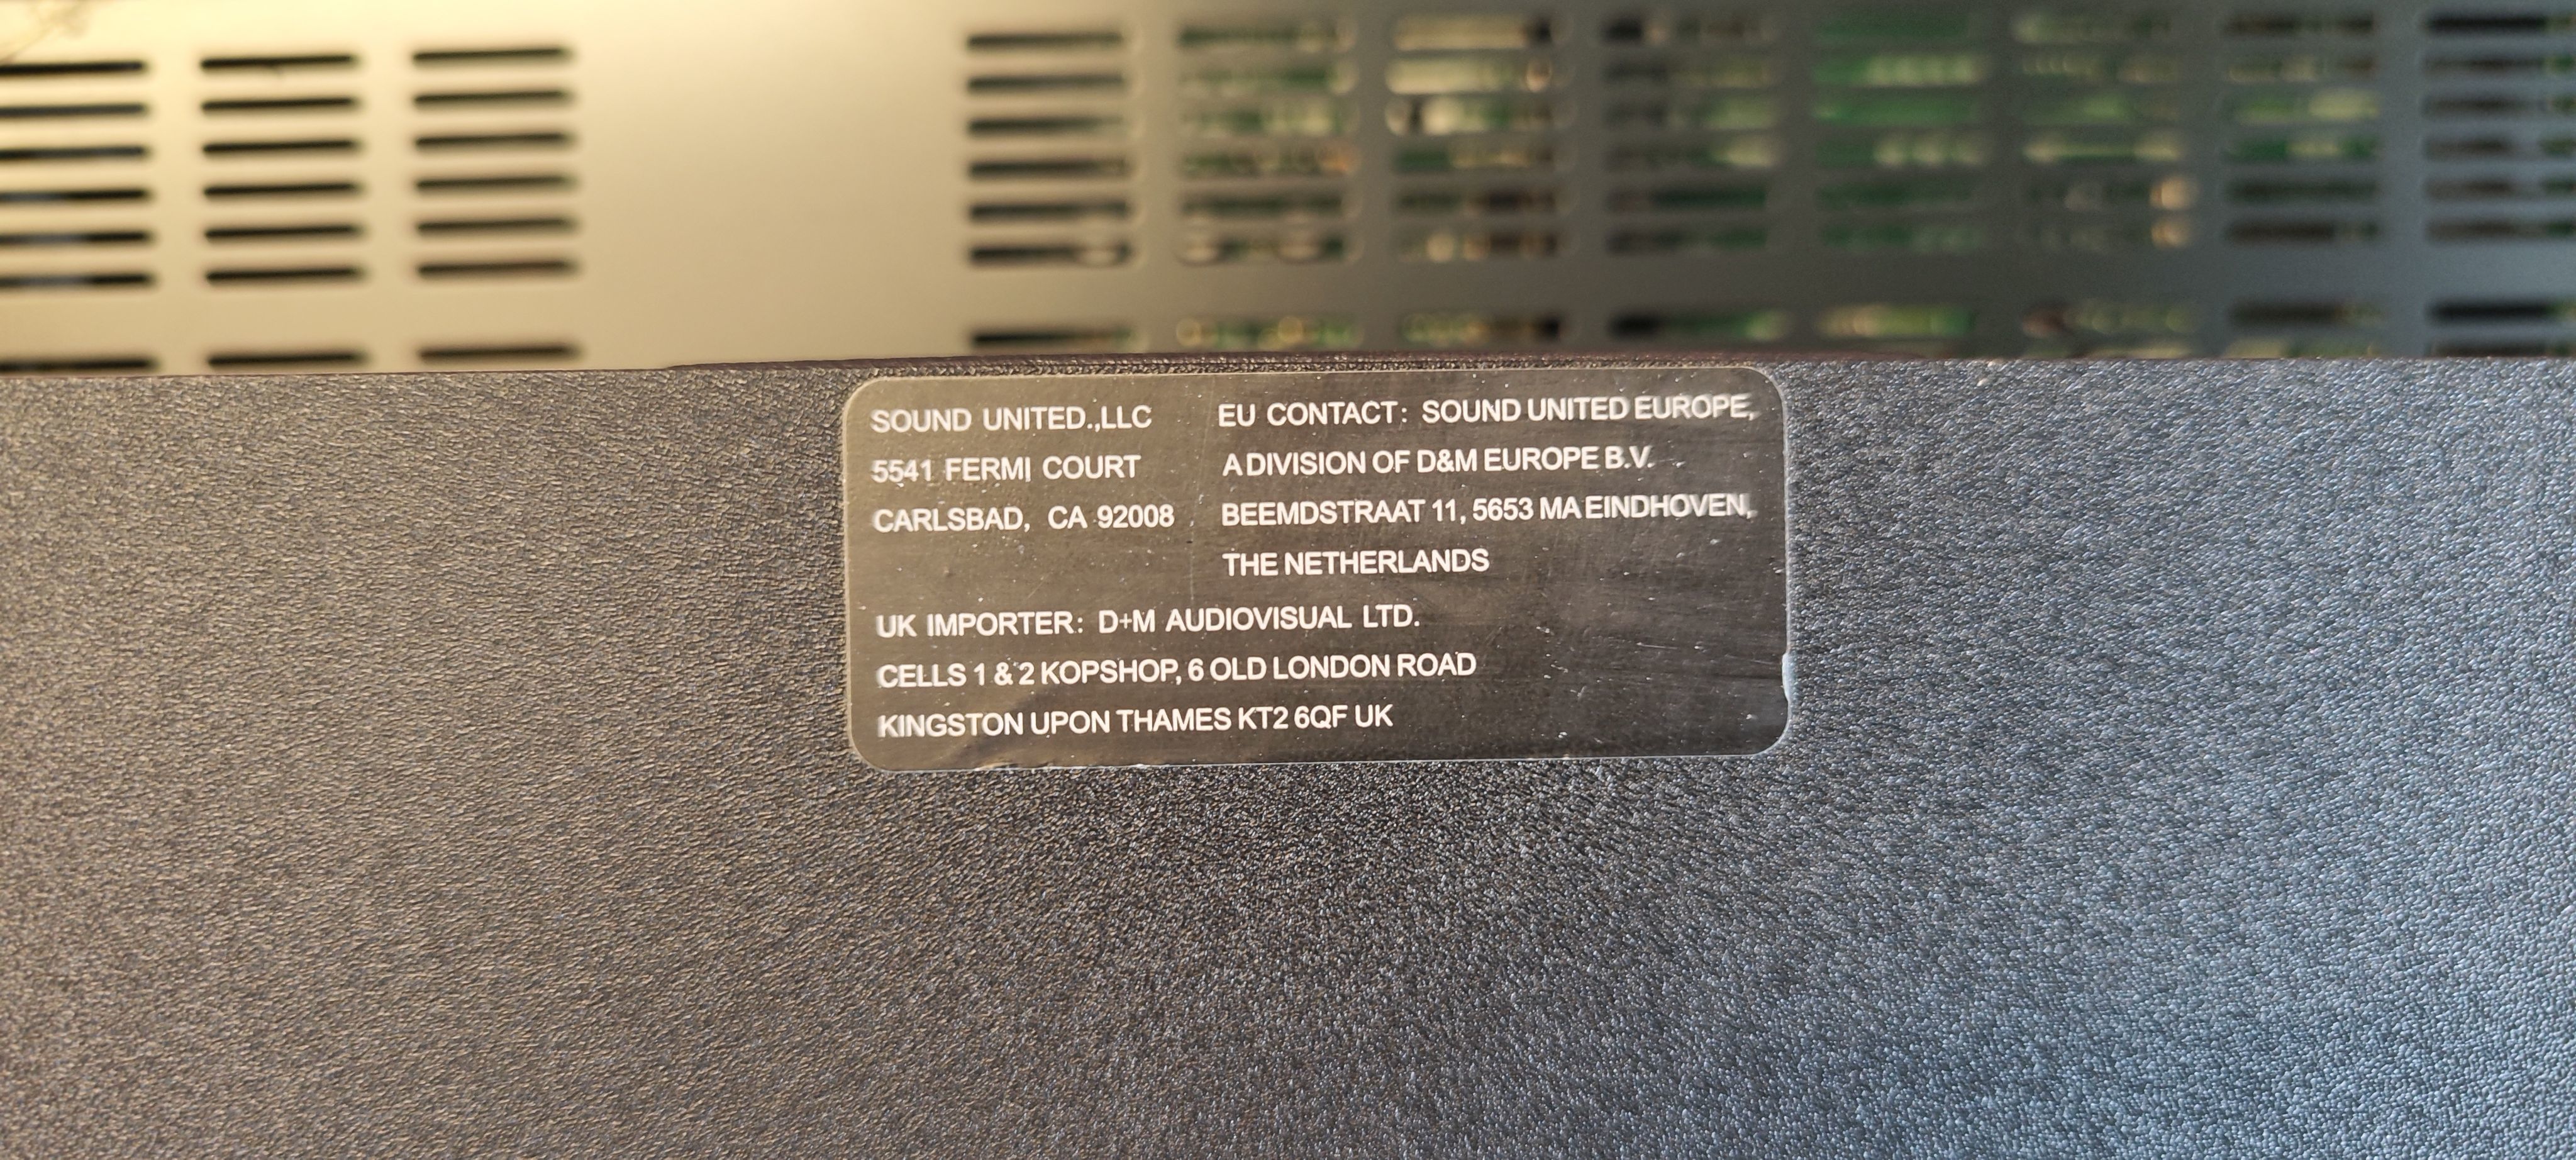 SOUND UNITED.,LLC
5541 FERMI COURT
CARLSBAD, CA 92008
EU CONTACT: SOUND UNITED EUROPE,
A DIVISION OF D&M EUROPE B.V.
BEEMDSTRAAT 11, 5653 MA EINDHOVEN,
THE NETHERLANDS
UK IMPORTER: D+M AUDIOVISUAL LTD.
CELLS 1 & 2 KOPSHOP, 6 OLD LONDON ROAD
KINGSTON UPON THAMES KT2 6QF UK